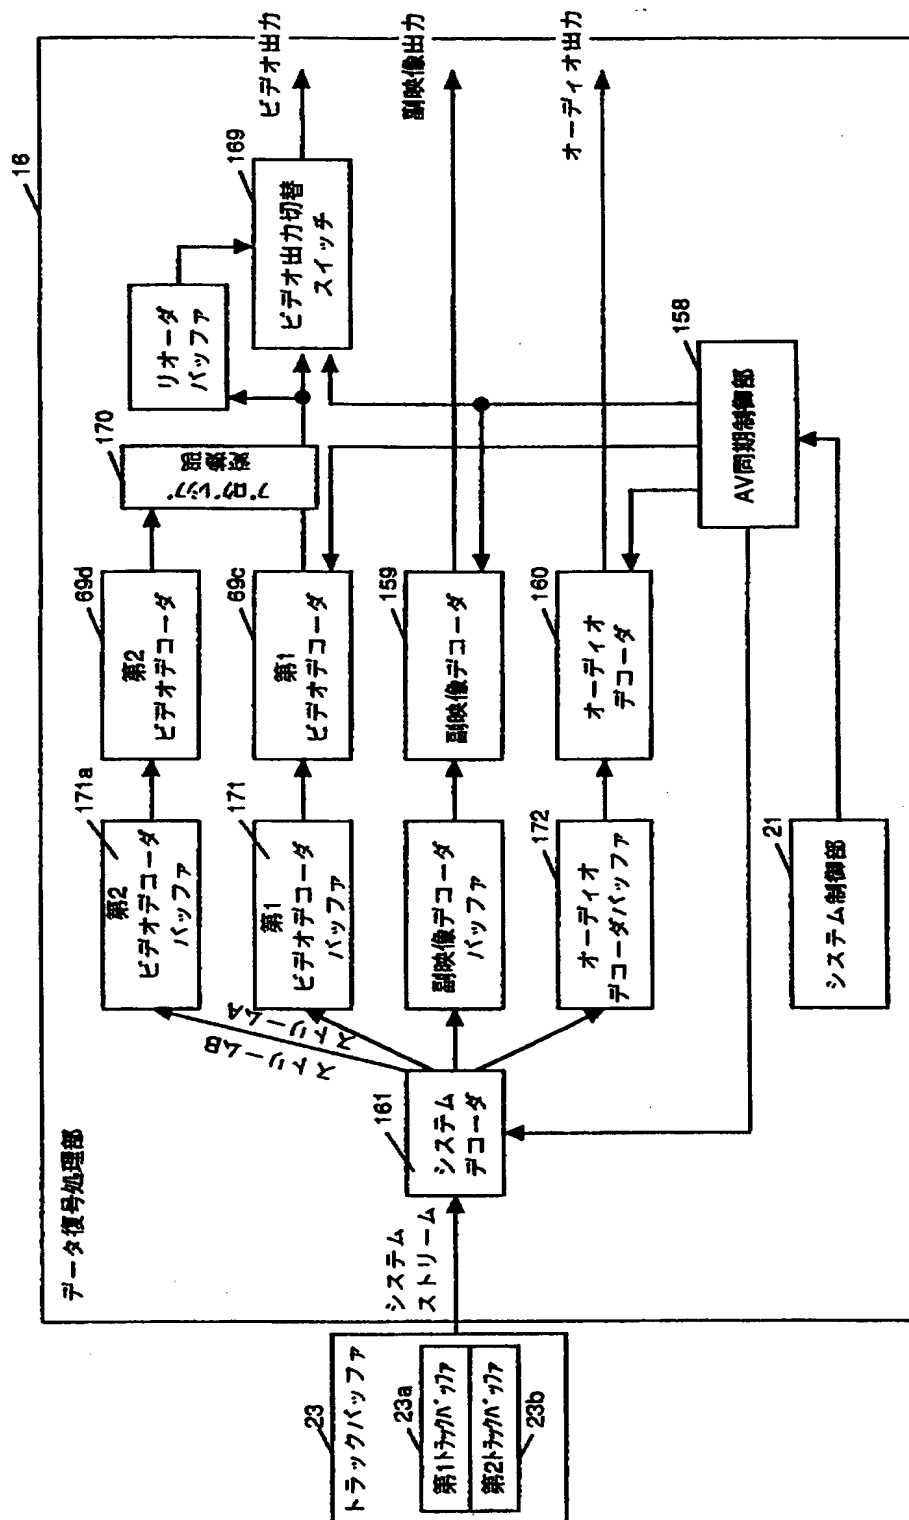 16
データ復号処理部
23
トラックバッファ
23a
第1トラックバッファ
第2トラックバッファ
23b
システム
ストリーム
161
システム
デコーダ
ストリームB
ストリームA
171a
第2
ビデオデコーダ
バッファ
69d
第2
ビデオデコーダ
170
プログレッシブ
変換部
リオーダ
バッファ
169
ビデオ出力切替
スイッチ
ビデオ出力
171
第1
ビデオデコーダ
バッファ
69c
第1
ビデオデコーダ
副映像デコーダ
バッファ
159
副映像デコーダ
副映像出力
172
オーディオ
デコーダバッファ
160
オーディオ
デコーダ
オーディオ出力
21
システム制御部
158
AV同期制御部